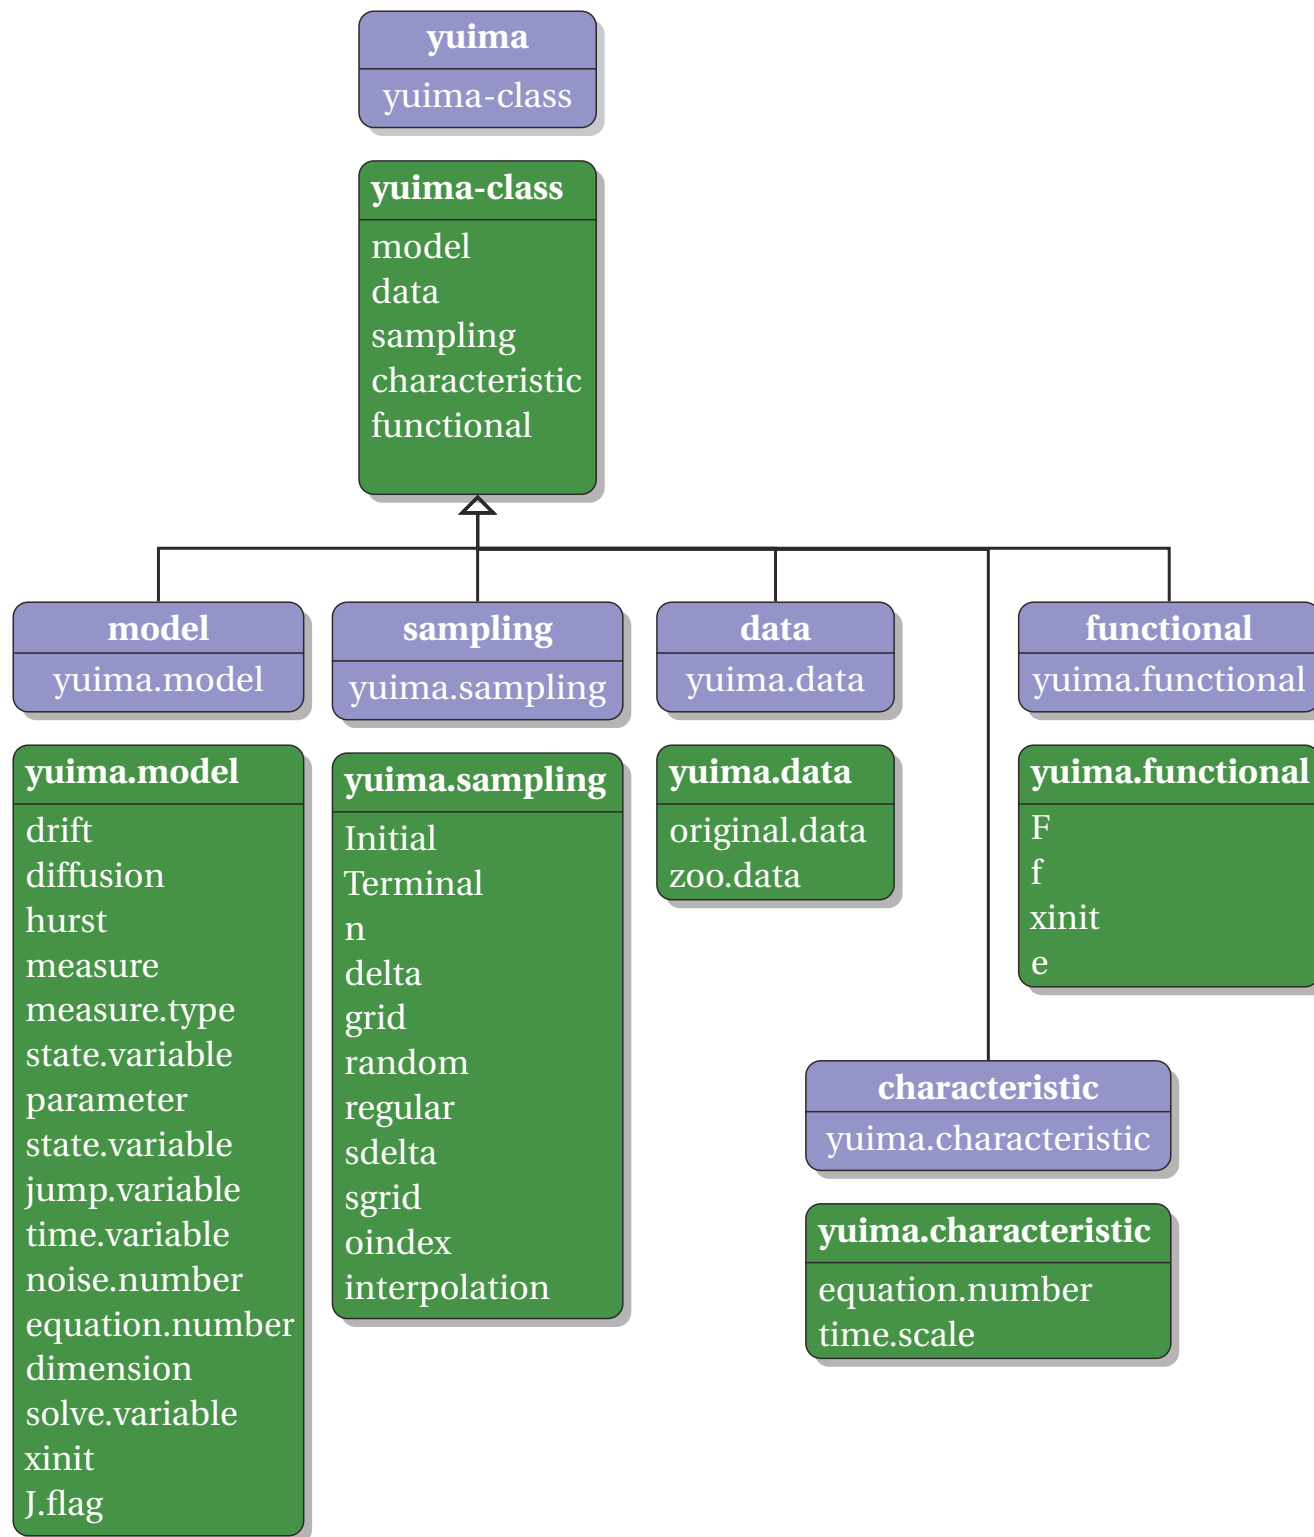 yuima
yuima-class
yuima-class
model
data
sampling
characteristic
functional
model
yuima.model
yuima.model
drift
diffusion
hurst
measure
measure.type
state.variable
parameter
state.variable
jump.variable
time.variable
noise.number
equation.number
dimension
solve.variable
xinit
J.flag
sampling
yuima.sampling
yuima.sampling
Initial
Terminal
n
delta
grid
random
regular
sdelta
sgrid
oindex
interpolation
data
yuima.data
yuima.data
original.data
zoo.data
functional
yuima.functional
yuima.functional
F
f
xinit
e
characteristic
yuima.characteristic
yuima.characteristic
equation.number
time.scale